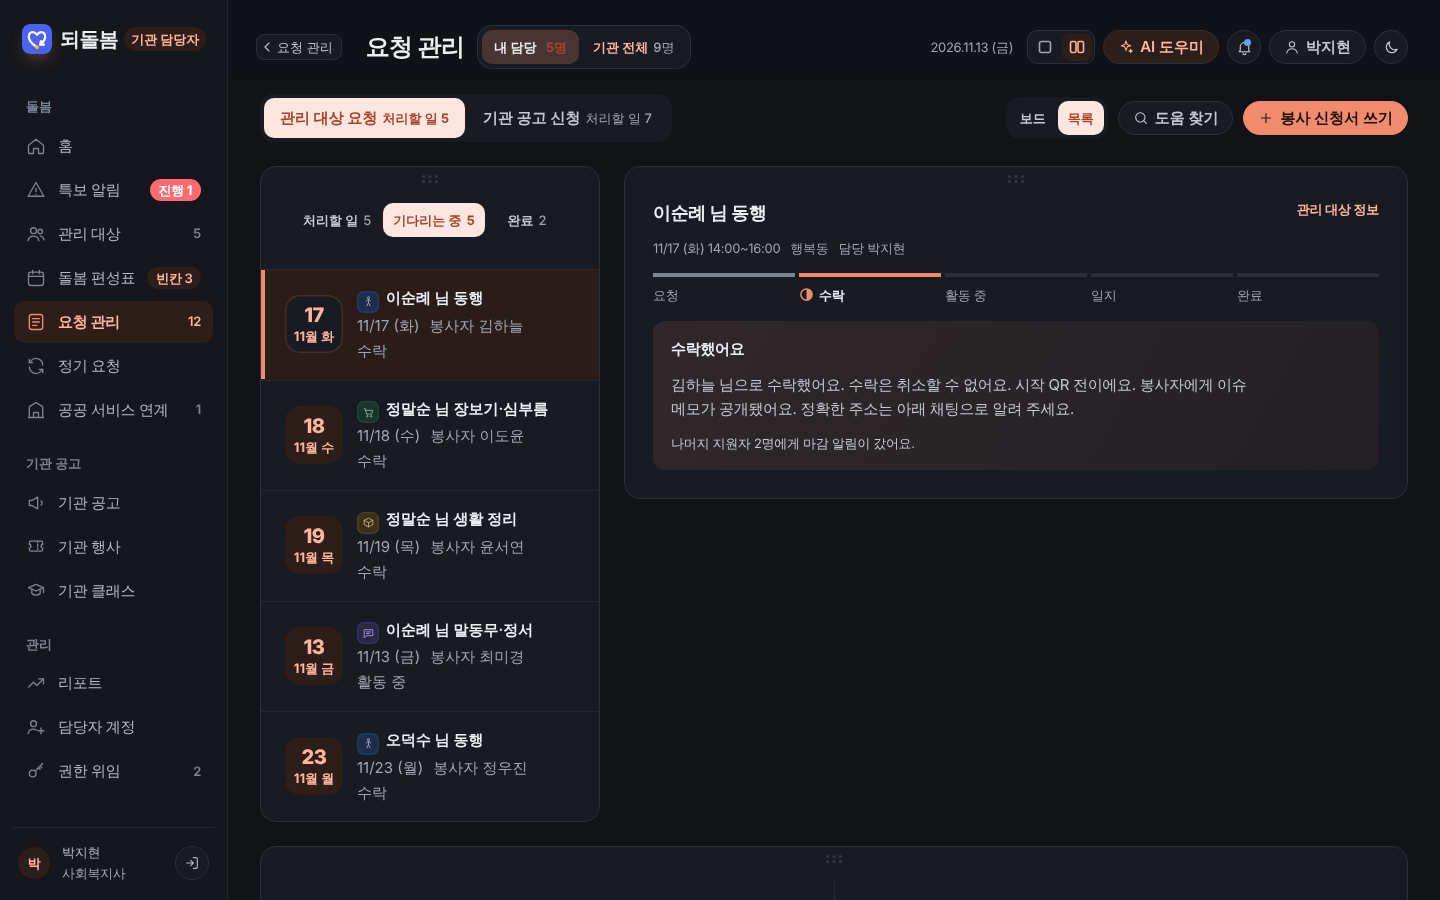 되돌봄 기관 담당자
돌봄
홈
특보 알림 진행 1
관리 대상 5
돌봄 편성표 빈칸 3
요청 관리 12
정기 요청
공공 서비스 연계 1
기관 공고
기관 공고
기관 행사
기관 클래스
관리
리포트
담당자 계정
권한 위임 2
박 박지현
사회복지사
요청 관리
요청 관리
내 담당 5명 기관 전체 9명
2026.11.13 (금)
AI 도우미
박지현
관리 대상 요청 처리할 일 5 기관 공고 신청 처리할 일 7
보드 목록
도움 찾기
봉사 신청서 쓰기
처리할 일 5 기다리는 중 5 완료 2
17
11월 화
이순례 님 동행
11/17 (화) 봉사자 김하늘
수락
18
11월 수
정말순 님 장보기·심부름
11/18 (수) 봉사자 이도윤
수락
19
11월 목
정말순 님 생활 정리
11/19 (목) 봉사자 윤서연
수락
13
11월 금
이순례 님 말동무·정서
11/13 (금) 봉사자 최미경
활동 중
23
11월 월
오덕수 님 동행
11/23 (월) 봉사자 정우진
수락
이순례 님 동행
관리 대상 정보
11/17 (화) 14:00~16:00 행복동 담당 박지현
요청 수락 활동 중 일지 완료
수락했어요
김하늘 님으로 수락했어요. 수락은 취소할 수 없어요. 시작 QR 전이에요. 봉사자에게 이슈
메모가 공개됐어요. 정확한 주소는 아래 채팅으로 알려 주세요.
나머지 지원자 2명에게 마감 알림이 갔어요.